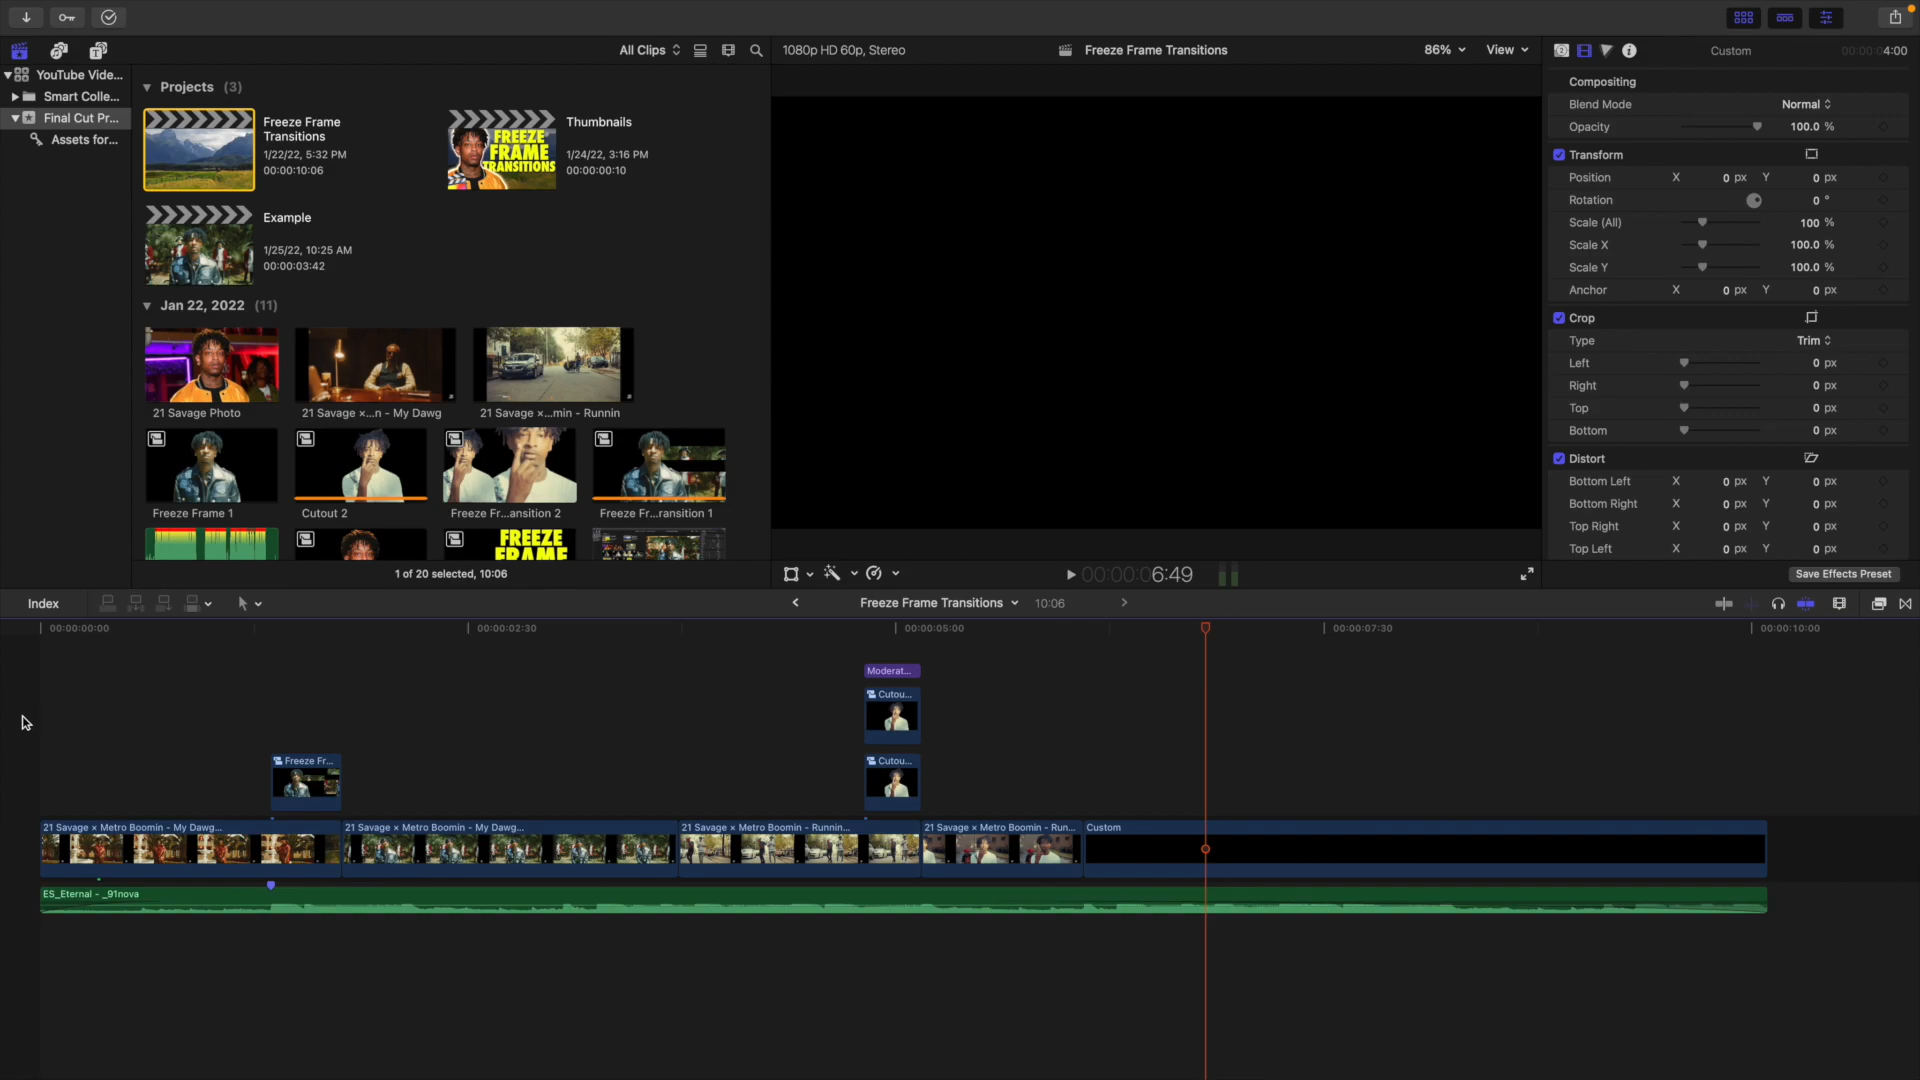 All Clips
1080p HD 60p, Stereo
Freeze Frame Transitions
86%
View
Custom
00:00:04:00
YouTube Vide...
Smart Colle...
Final Cut Pr...
Assets for...
Projects (3)
Freeze Frame
Transitions
1/22/22, 5:32 PM
00:00:10:06
Thumbnails
1/24/22, 3:16 PM
00:00:00:10
FREEZE
FRAME
TRANSITIONS
Example
1/25/22, 10:25 AM
00:00:03:42
Jan 22, 2022 (11)
21 Savage Photo
21 Savage ×...n - My Dawg
21 Savage ×...min - Runnin
Freeze Frame 1
Cutout 2
Freeze Fr...ansition 2
Freeze Fr...ransition 1
FREEZE
FRAME
1 of 20 selected, 10:06
00:00:06:49
Compositing
Blend Mode Normal
Opacity 100.0 %
Transform
Position X 0 px Y 0 px
Rotation 0 °
Scale (All) 100 %
Scale X 100.0 %
Scale Y 100.0 %
Anchor X 0 px Y 0 px
Crop
Type Trim
Left 0 px
Right 0 px
Top 0 px
Bottom 0 px
Distort
Bottom Left X 0 px Y 0 px
Bottom Right X 0 px Y 0 px
Top Right X 0 px Y 0 px
Top Left X 0 px Y 0 px
Save Effects Preset
Index
Freeze Frame Transitions
10:06
00:00:00:00
00:00:02:30
00:00:05:00
00:00:07:30
00:00:10:00
Moderat...
Cutou...
Freeze Fr...
Cutou...
21 Savage × Metro Boomin - My Dawg...
21 Savage × Metro Boomin - My Dawg...
21 Savage × Metro Boomin - Runnin...
21 Savage × Metro Boomin - Run...
Custom
ES_Eternal - _91nova